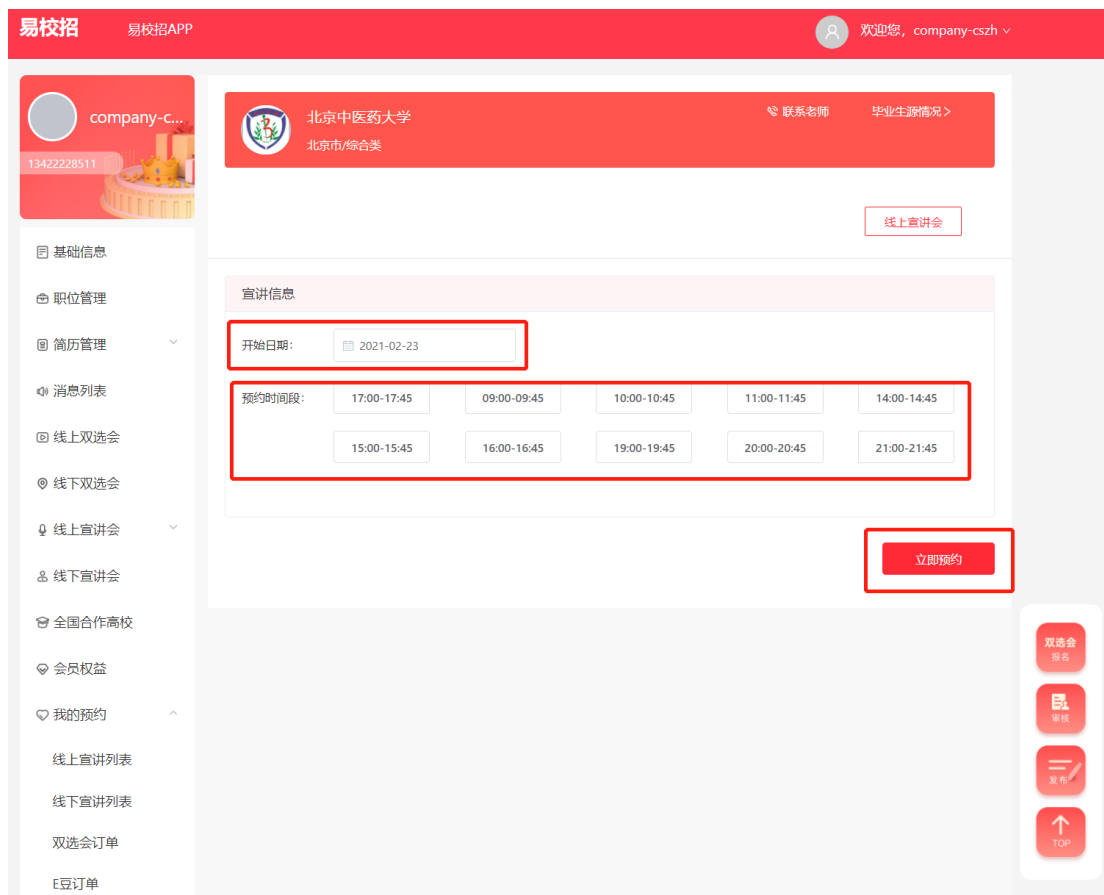 易校招 易校招APP 欢迎您，company-cszh
company-c...
13422228511
基础信息
职位管理
简历管理
消息列表
线上双选会
线下双选会
线上宣讲会
线下宣讲会
全国合作高校
会员权益
我的预约
线上宣讲列表
线下宣讲列表
双选会订单
E豆订单
北京中医药大学 联系老师 毕业生源情况>
北京市/综合类
线上宣讲会
宣讲信息
开始日期： 2021-02-23
预约时间段： 17:00-17:45 09:00-09:45 10:00-10:45 11:00-11:45 14:00-14:45
15:00-15:45 16:00-16:45 19:00-19:45 20:00-20:45 21:00-21:45
立即预约
双选会
报名
审核
发布
TOP